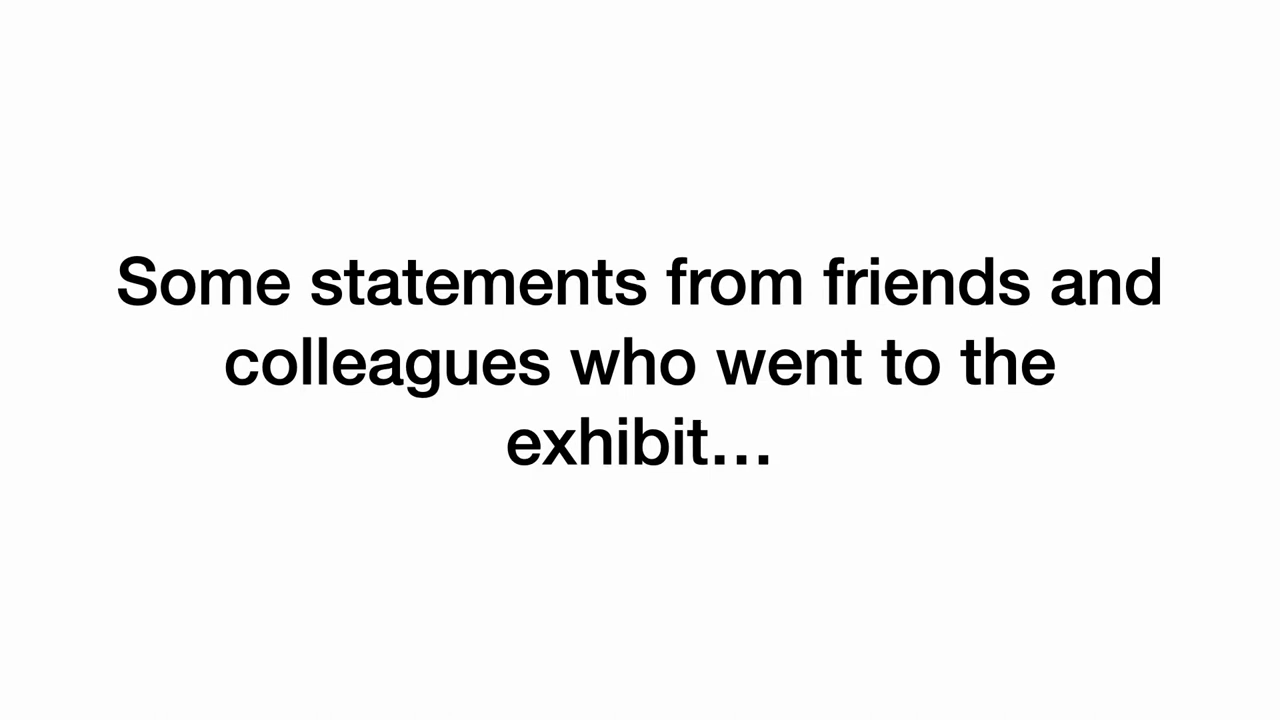 Some statements from friends and
colleagues who went to the
exhibit…